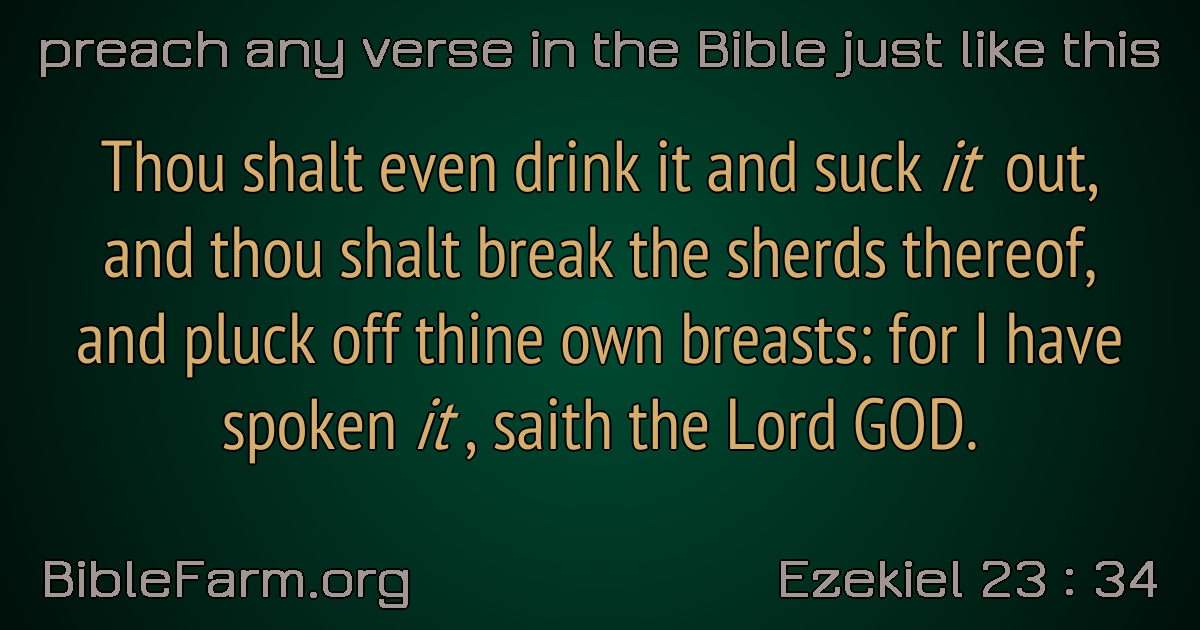 preach any verse in the Bible just like this
Thou shalt even drink it and suck it out,
and thou shalt break the sherds thereof,
and pluck off thine own breasts: for I have
spoken it , saith the Lord GOD.
BibleFarm.org
Ezekiel 23 : 34